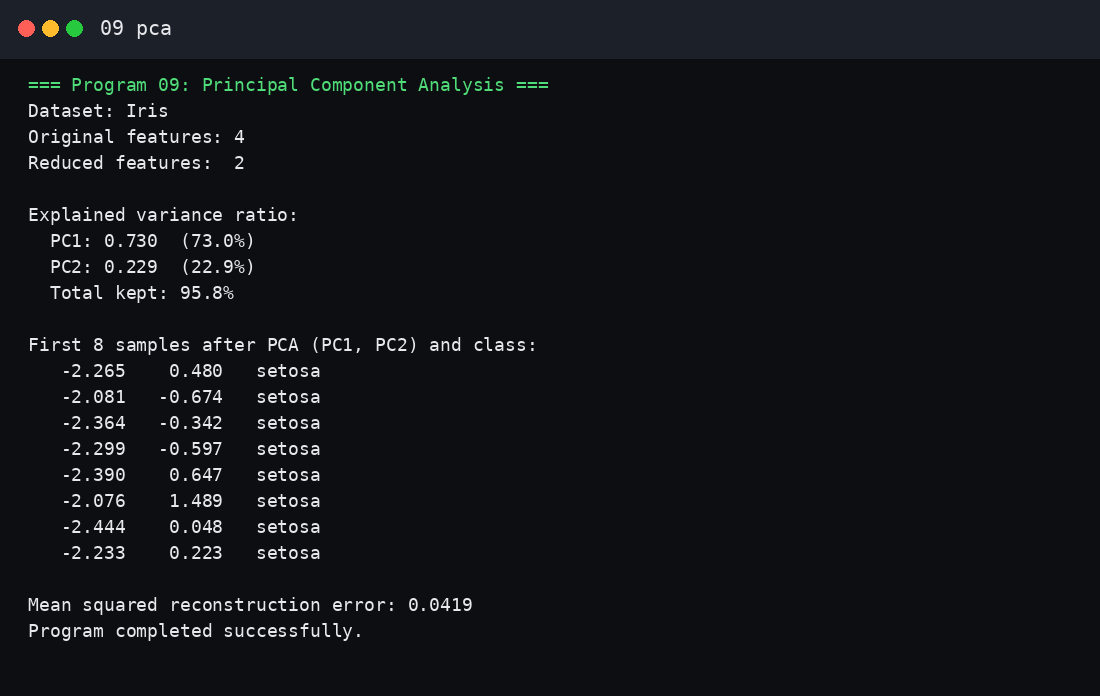 09 pca
=== Program 09: Principal Component Analysis ===
Dataset: Iris
Original features: 4
Reduced features:  2

Explained variance ratio:
  PC1: 0.730  (73.0%)
  PC2: 0.229  (22.9%)
  Total kept: 95.8%

First 8 samples after PCA (PC1, PC2) and class:
   -2.265    0.480   setosa
   -2.081   -0.674   setosa
   -2.364   -0.342   setosa
   -2.299   -0.597   setosa
   -2.390    0.647   setosa
   -2.076    1.489   setosa
   -2.444    0.048   setosa
   -2.233    0.223   setosa

Mean squared reconstruction error: 0.0419
Program completed successfully.